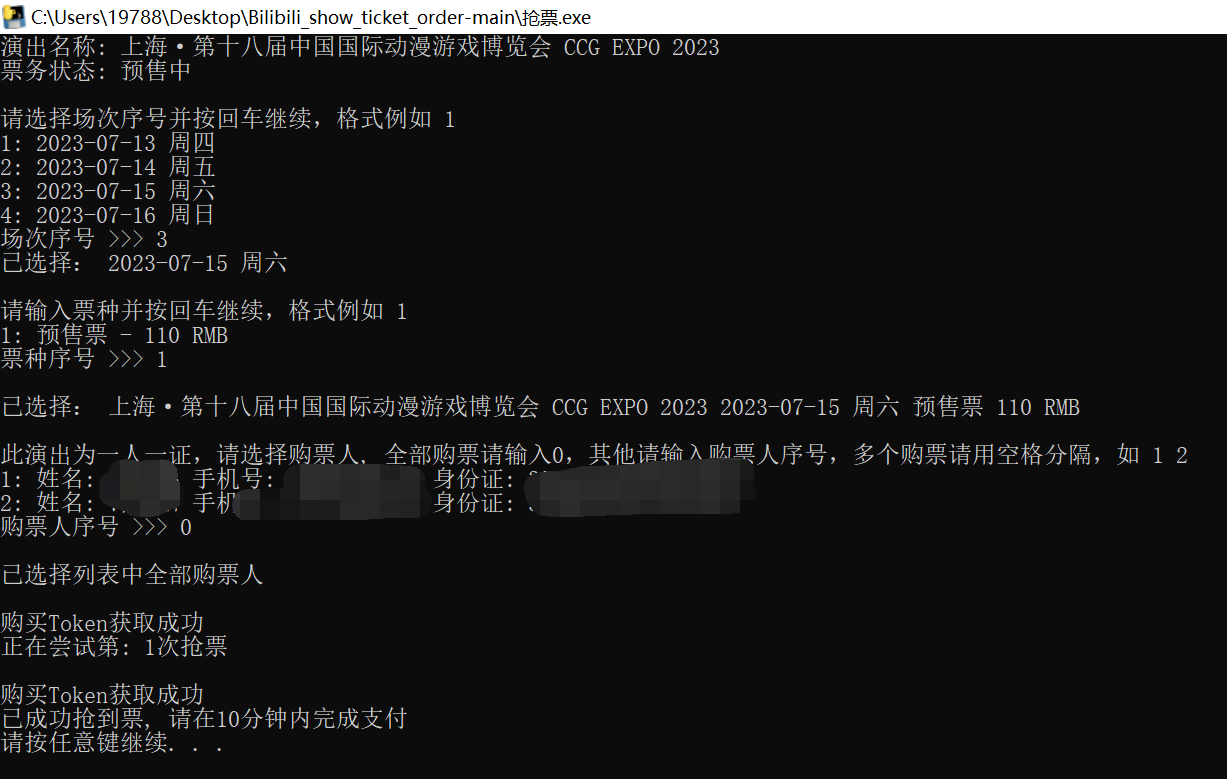 C:\Users\19788\Desktop\Bilibili_show_ticket_order-main\抢票.exe
演出名称: 上海·第十八届中国国际动漫游戏博览会 CCG EXPO 2023
票务状态: 预售中
请选择场次序号并按回车继续，格式例如 1
1: 2023-07-13 周四
2: 2023-07-14 周五
3: 2023-07-15 周六
4: 2023-07-16 周日
场次序号 >>> 3
已选择： 2023-07-15 周六
请输入票种并按回车继续，格式例如 1
1: 预售票 - 110 RMB
票种序号 >>> 1
已选择： 上海·第十八届中国国际动漫游戏博览会 CCG EXPO 2023 2023-07-15 周六 预售票 110 RMB
此演出为一人一证，请选择购票人, 全部购票请输入0，其他请输入购票人序号，多个购票请用空格分隔，如 1 2
1: 姓名: 手机号: 身份证:
2: 姓名: 手机 身份证:
购票人序号 >>> 0
已选择列表中全部购票人
购买Token获取成功
正在尝试第: 1次抢票
购买Token获取成功
已成功抢到票, 请在10分钟内完成支付
请按任意键继续. . .